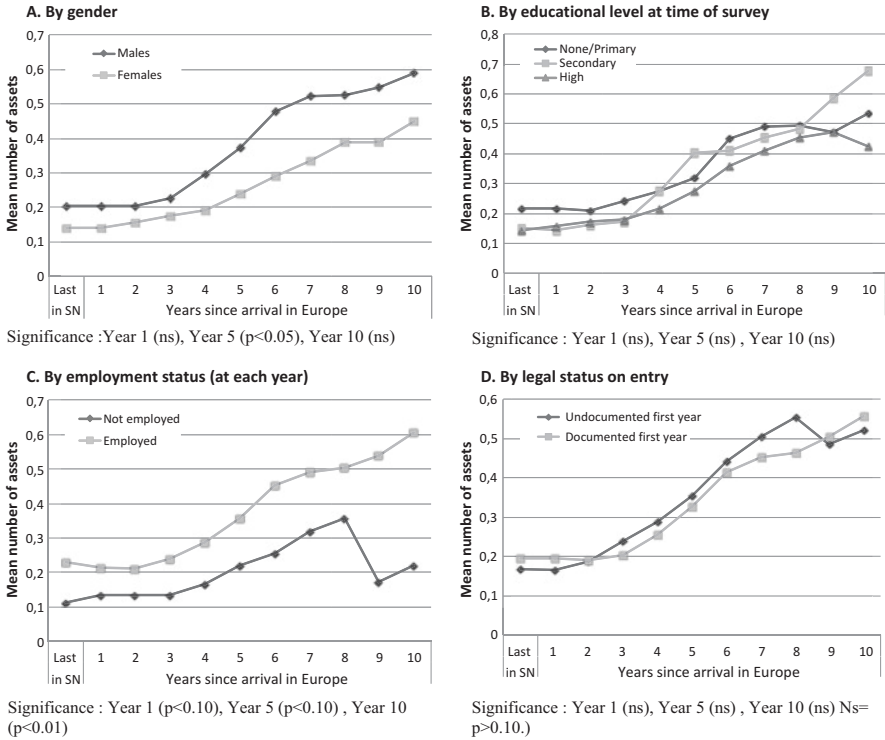 A. By gender
Mean number of assets
0,7
0,6
0,5
0,4
0,3
0,2
0,1
0
Males
Females
Last in SN
1 2 3 4 5 6 7 8 9 10
Years since arrival in Europe
Significance :Year 1 (ns), Year 5 (p<0.05), Year 10 (ns)
B. By educational level at time of survey
Mean number of assets
0,8
0,7
0,6
0,5
0,4
0,3
0,2
0,1
0
None/Primary
Secondary
High
Last in SN
1 2 3 4 5 6 7 8 9 10
Years since arrival in Europe
Significance : Year 1 (ns), Year 5 (ns) , Year 10 (ns)
C. By employment status (at each year)
Mean number of assets
0,7
0,6
0,5
0,4
0,3
0,2
0,1
0
Not employed
Employed
Last in SN
1 2 3 4 5 6 7 8 9 10
Years since arrival in Europe
Significance : Year 1 (p<0.10), Year 5 (p<0.10) , Year 10
(p<0.01)
D. By legal status on entry
Mean number of assets
0,6
0,5
0,4
0,3
0,2
0,1
0
Undocumented first year
Documented first year
Last in SN
1 2 3 4 5 6 7 8 9 10
Years since arrival in Europe
Significance : Year 1 (ns), Year 5 (ns) , Year 10 (ns) Ns=
p>0.10.)